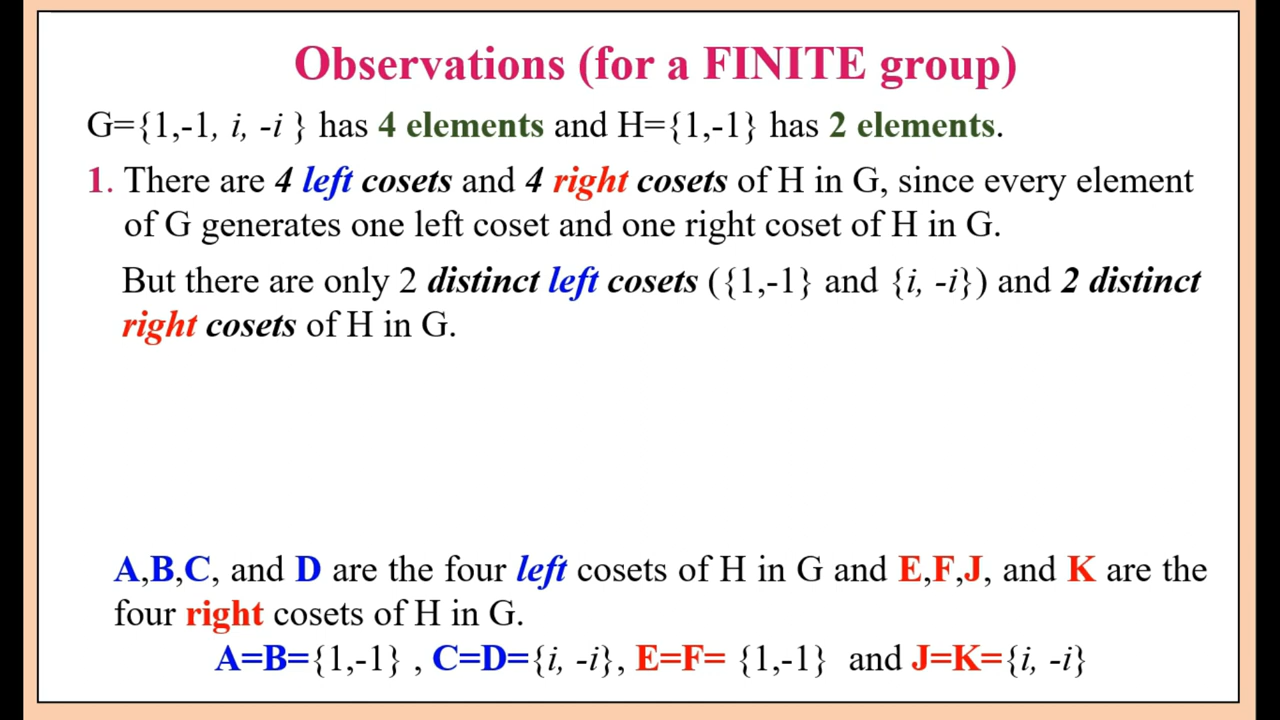 Observations (for a FINITE group)
G={1,-1, i, -i } has 4 elements and H={1,-1} has 2 elements.
1. There are 4 left cosets and 4 right cosets of H in G, since every element
of G generates one left coset and one right coset of H in G.
But there are only 2 distinct left cosets ({1,-1} and {i, -i}) and 2 distinct
right cosets of H in G.
A,B,C, and D are the four left cosets of H in G and E,F,J, and K are the
four right cosets of H in G.
A=B={1,-1} , C=D={i, -i}, E=F= {1,-1} and J=K={i, -i}